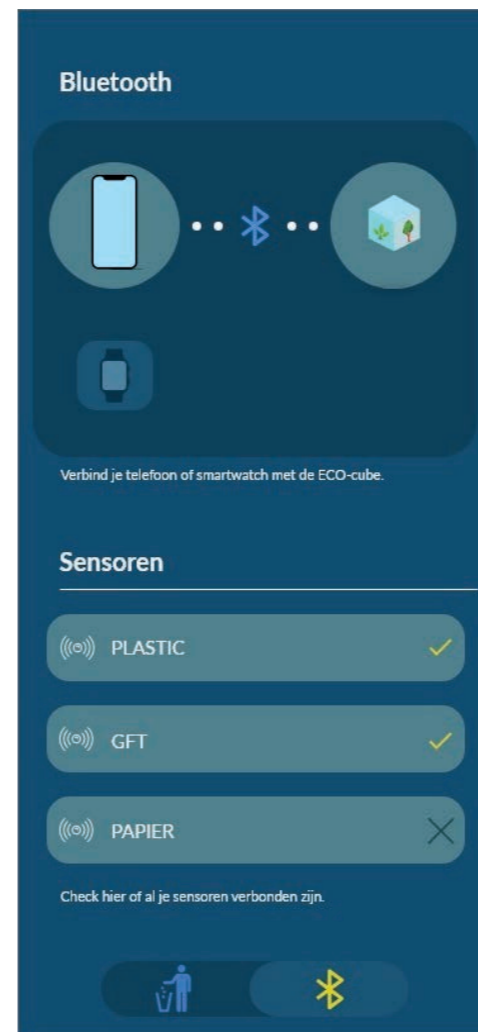 Bluetooth
Verbind je telefoon of smartwatch met de ECO-cube.
Sensoren
PLASTIC
GFT
PAPIER
Check hier of al je sensoren verbonden zijn.